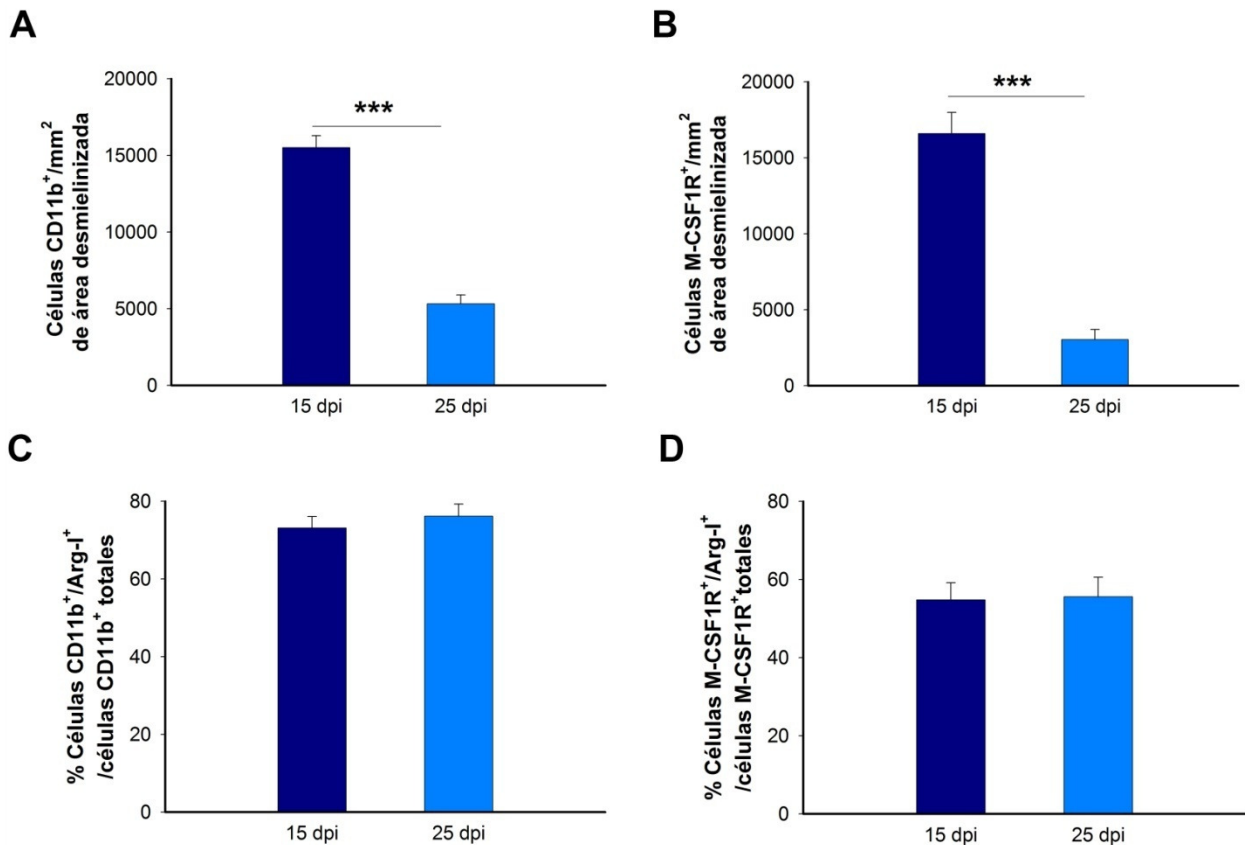 A
Células CD11b⁺/mm²
de área desmielinizada
20000
15000
10000
5000
0
***
15 dpi
25 dpi
B
Células M-CSF1R⁺/mm²
de área desmielinizada
20000
15000
10000
5000
0
***
15 dpi
25 dpi
C
% Células CD11b⁺/Arg-I⁺
/células CD11b⁺ totales
80
60
40
20
0
15 dpi
25 dpi
D
% Células M-CSF1R⁺/Arg-I⁺
/células M-CSF1R⁺totales
80
60
40
20
0
15 dpi
25 dpi